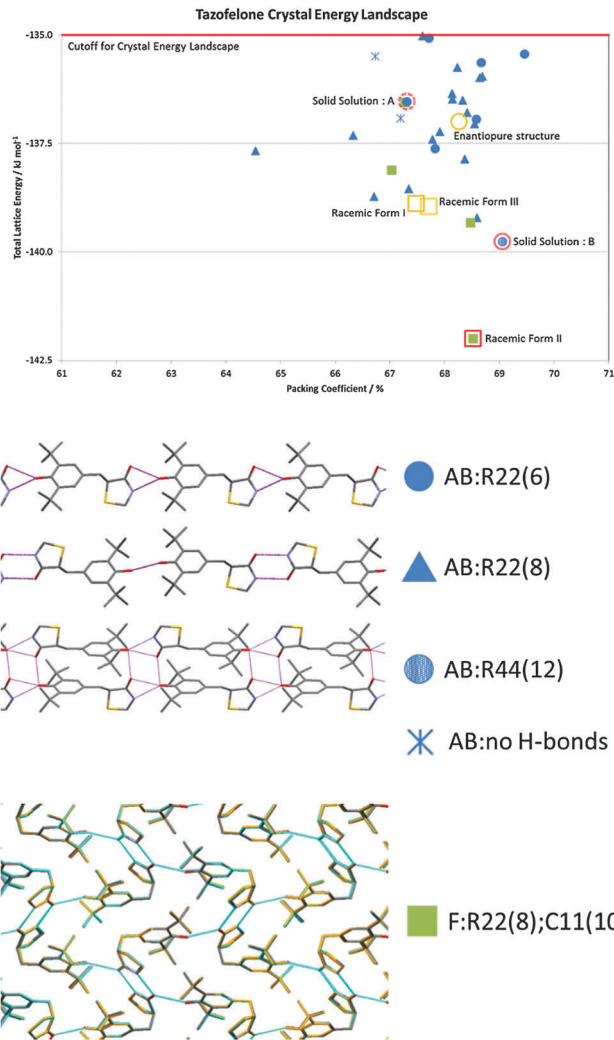 Tazofelone Crystal Energy Landscape
-135.0
Cutoff for Crystal Energy Landscape
Solid Solution : A
Enantiopure structure
-137.5
Total Lattice Energy / kJ mol-1
Racemic Form I
Racemic Form III
Solid Solution : B
-140.0
Racemic Form II
-142.5
61 62 63 64 65 66 67 68 69 70 71
Packing Coefficient / %
AB:R22(6)
AB:R22(8)
AB:R44(12)
AB:no H-bonds
F:R22(8);C11(10